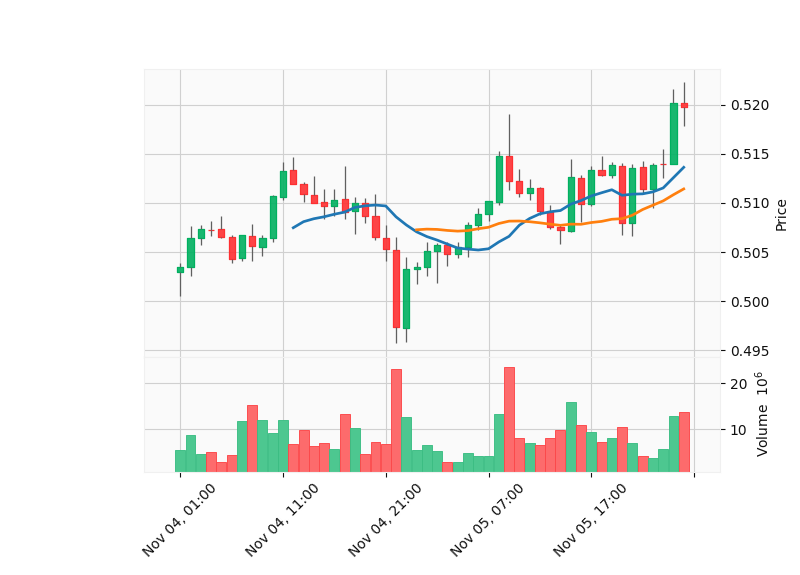 0.520
0.515
0.510
0.505
0.500
0.495
Price
20
10
Volume 10^6
Nov 04, 01:00
Nov 04, 11:00
Nov 04, 21:00
Nov 05, 07:00
Nov 05, 17:00